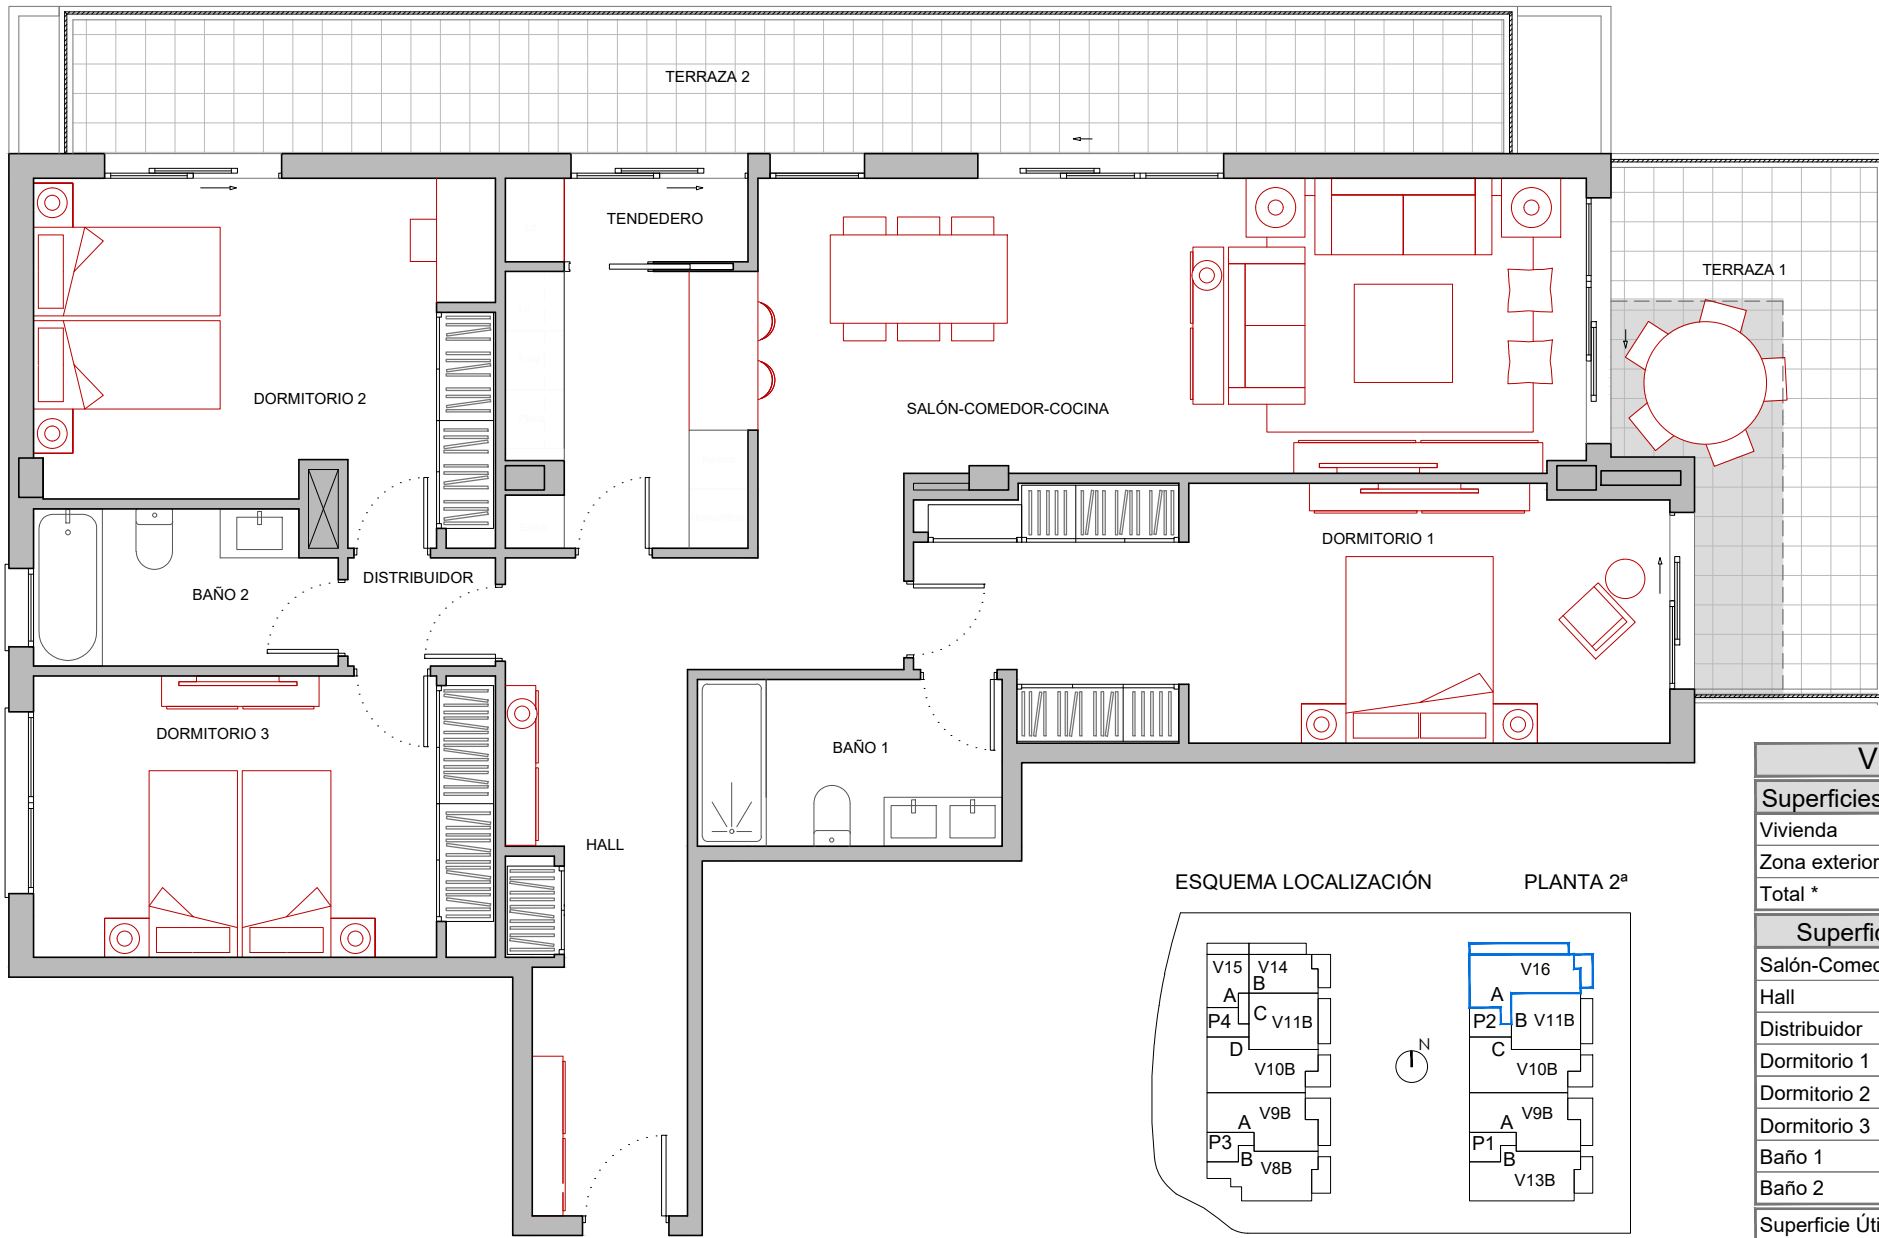 TERRAZA 2
TENDEDERO
TERRAZA 1
DORMITORIO 2
SALÓN-COMEDOR-COCINA
DORMITORIO 1
DISTRIBUIDOR
BAÑO 2
DORMITORIO 3
BAÑO 1
HALL
ESQUEMA LOCALIZACIÓN
PLANTA 2ª
V15
V14
B
A
P4
C
V11B
D
V10B
V9B
A
P3
B
V8B
N
V16
A
P2
B
V11B
C
V10B
V9B
A
P1
B
V13B
V
Superficies
Vivienda
Zona exterior
Total *
Superfic
Salón-Comed
Hall
Distribuidor
Dormitorio 1
Dormitorio 2
Dormitorio 3
Baño 1
Baño 2
Superficie Úti